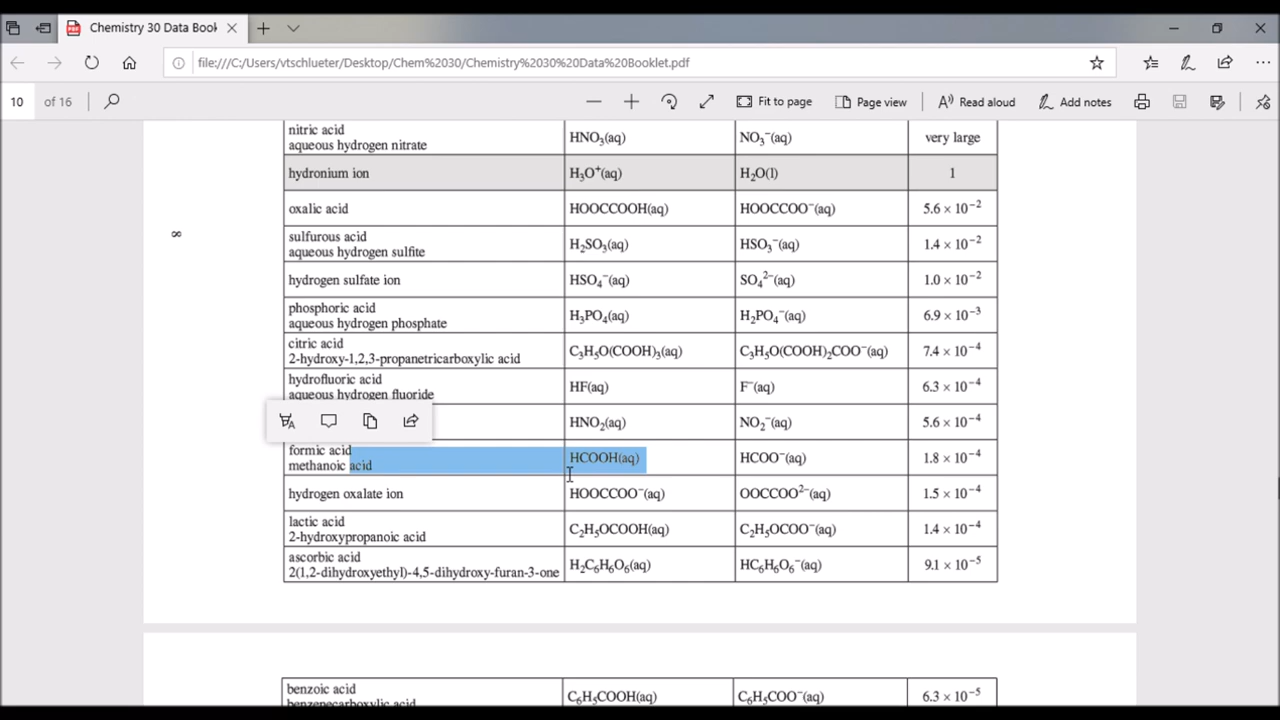 Chemistry 30 Data Book
file:///C:/Users/vtschlueter/Desktop/Chem%2030/Chemistry%2030%20Data%20Booklet.pdf
10 of 16 Fit to page Page view Read aloud Add notes
nitric acid
aqueous hydrogen nitrate HNO₃(aq) NO₃⁻(aq) very large
hydronium ion H₃O⁺(aq) H₂O(l) 1
oxalic acid HOOCCOOH(aq) HOOCCOO⁻(aq) 5.6 × 10⁻²
∞
sulfurous acid
aqueous hydrogen sulfite H₂SO₃(aq) HSO₃⁻(aq) 1.4 × 10⁻²
hydrogen sulfate ion HSO₄⁻(aq) SO₄²⁻(aq) 1.0 × 10⁻²
phosphoric acid
aqueous hydrogen phosphate H₃PO₄(aq) H₂PO₄⁻(aq) 6.9 × 10⁻³
citric acid
2-hydroxy-1,2,3-propanetricarboxylic acid C₃H₅O(COOH)₃(aq) C₃H₅O(COOH)₂COO⁻(aq) 7.4 × 10⁻⁴
hydrofluoric acid
aqueous hydrogen fluoride HF(aq) F⁻(aq) 6.3 × 10⁻⁴
HNO₂(aq) NO₂⁻(aq) 5.6 × 10⁻⁴
formic acid
methanoic acid HCOOH(aq) HCOO⁻(aq) 1.8 × 10⁻⁴
hydrogen oxalate ion HOOCCOO⁻(aq) OOCCOO²⁻(aq) 1.5 × 10⁻⁴
lactic acid
2-hydroxypropanoic acid C₂H₅OCOOH(aq) C₂H₅OCOO⁻(aq) 1.4 × 10⁻⁴
ascorbic acid
2(1,2-dihydroxyethyl)-4,5-dihydroxy-furan-3-one H₂C₆H₆O₆(aq) HC₆H₆O₆⁻(aq) 9.1 × 10⁻⁵
benzoic acid
benzenecarboxylic acid C₆H₅COOH(aq) C₆H₅COO⁻(aq) 6.3 × 10⁻⁵